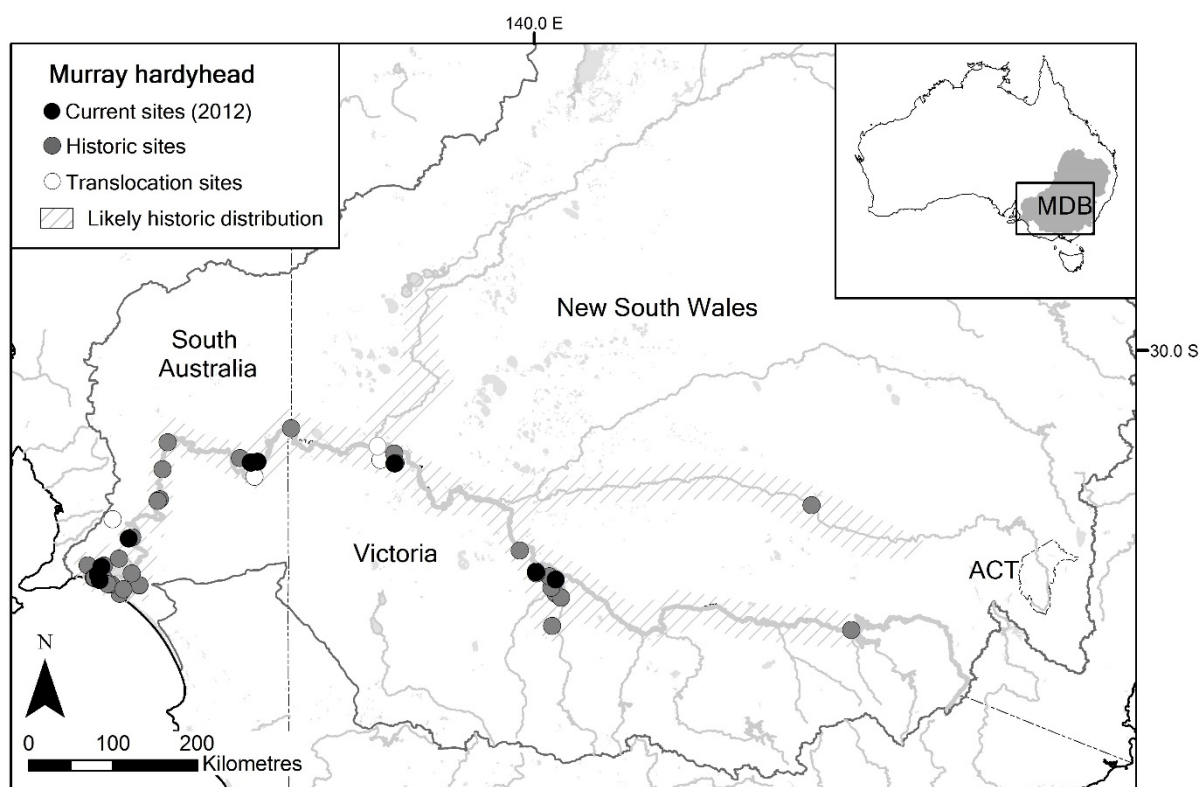 140.0 E
Murray hardyhead
Current sites (2012)
Historic sites
Translocation sites
Likely historic distribution
MDB
New South Wales
30.0 S
South
Australia
Victoria
ACT
N
0 100 200
Kilometres